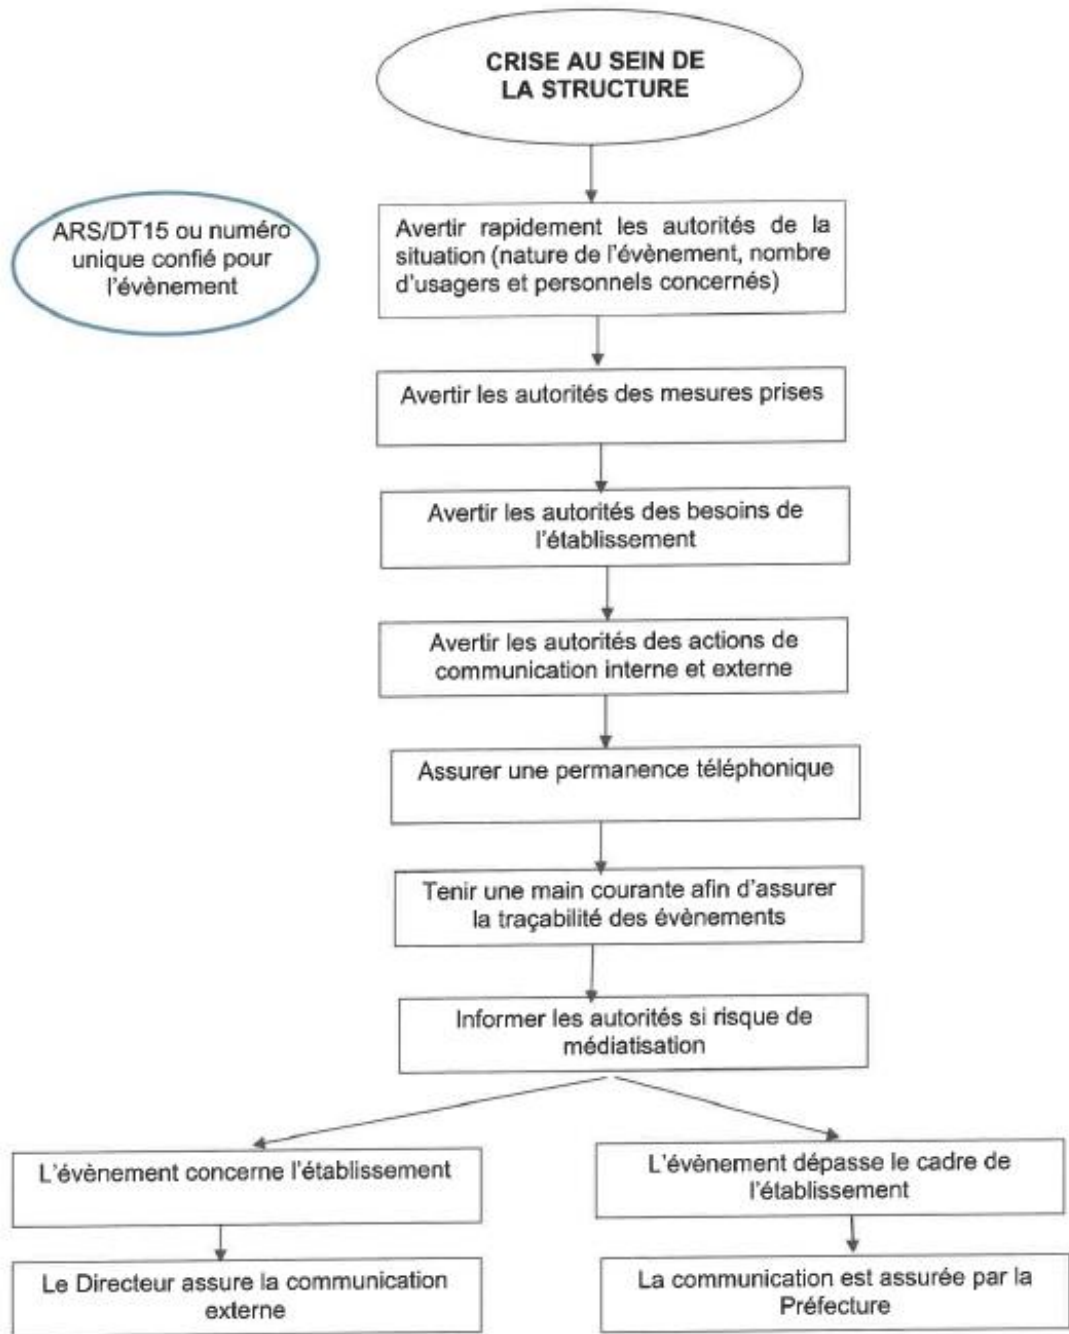 CRISE AU SEIN DE
LA STRUCTURE
ARS/DT15 ou numéro
unique confié pour
l'évènement
Avertir rapidement les autorités de la
situation (nature de l'évènement, nombre
d'usagers et personnels concernés)
Avertir les autorités des mesures prises
Avertir les autorités des besoins de
l'établissement
Avertir les autorités des actions de
communication interne et externe
Assurer une permanence téléphonique
Tenir une main courante afin d'assurer
la traçabilité des évènements
Informer les autorités si risque de
médiatisation
L'évènement concerne l'établissement
L'évènement dépasse le cadre de
l'établissement
Le Directeur assure la communication
externe
La communication est assurée par la
Préfecture